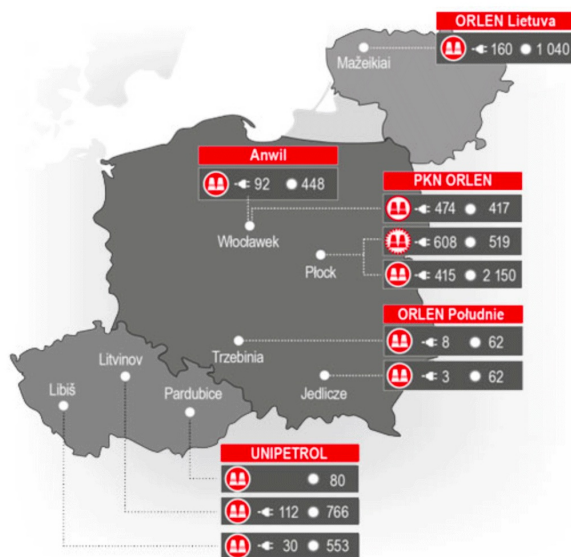 ORLEN Lietuva
160 1 040
Mažeikiai
Anwil
92 448
PKN ORLEN
474 417
Włocławek
608 519
Płock
415 2 150
ORLEN Południe
8 62
Trzebinia
3 62
Jedlicze
Litvinov
Libiš
Pardubice
UNIPETROL
80
112 766
30 553